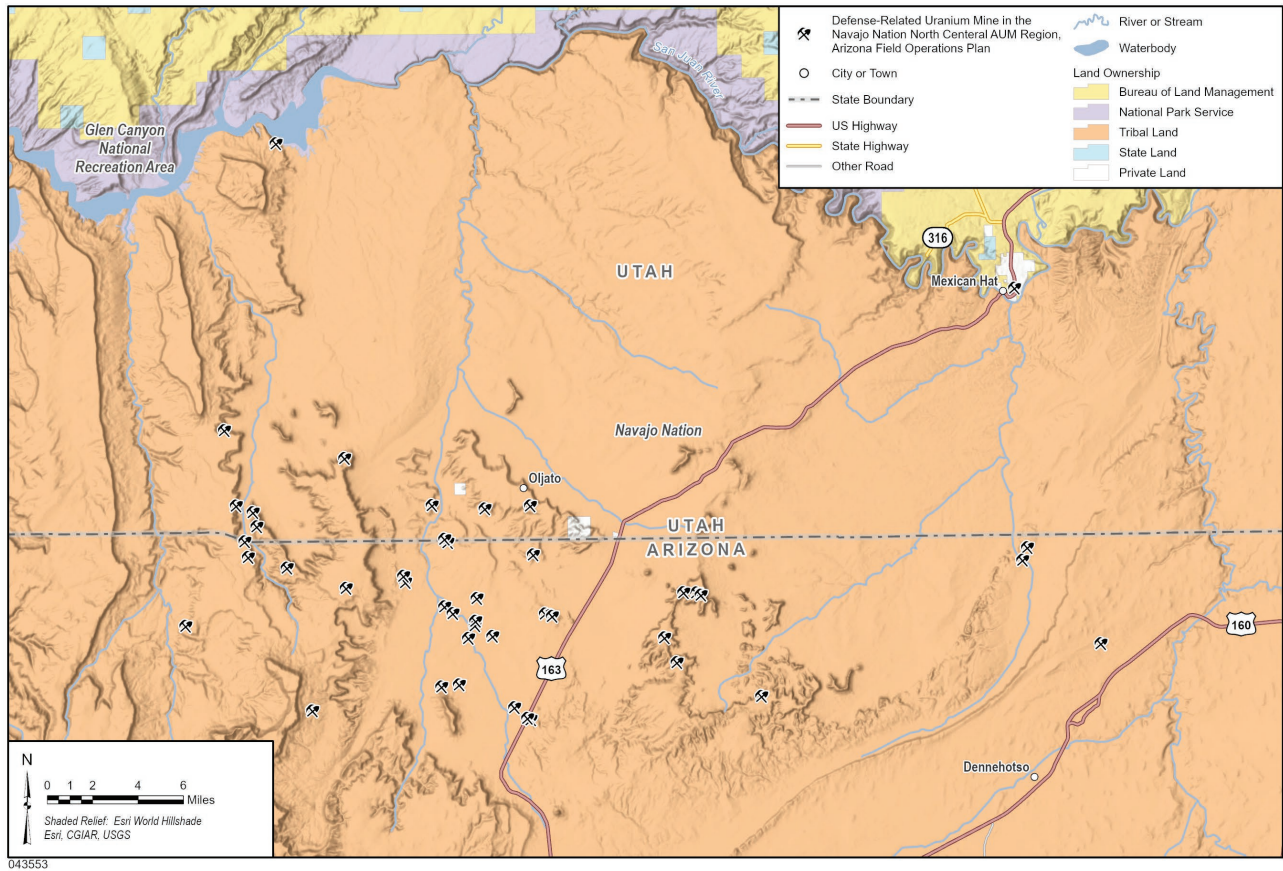 Defense-Related Uranium Mine in the
Navajo Nation North Central AUM Region,
Arizona Field Operations Plan
City or Town
State Boundary
US Highway
State Highway
Other Road
River or Stream
Waterbody
Land Ownership
Bureau of Land Management
National Park Service
Tribal Land
State Land
Private Land
San Juan River
Glen Canyon
National
Recreation Area
316
UTAH
Mexican Hat
Navajo Nation
Oljato
UTAH
ARIZONA
160
163
Dennehotso
N
0 1 2 4 6
Miles
Shaded Relief: Esri World Hillshade
Esri, CGIAR, USGS
043553